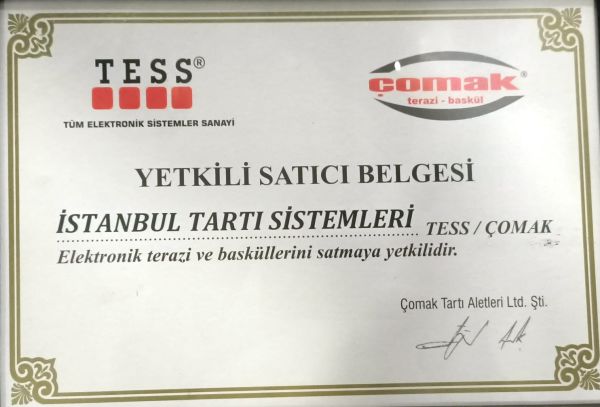 TESS®
TÜM ELEKTRONİK SİSTEMLER SANAYİ
çomak®
terazi - baskül
YETKİLİ SATICI BELGESİ
İSTANBUL TARTI SİSTEMLERİ TESS / ÇOMAK
Elektronik terazi ve basküllerini satmaya yetkilidir.
Çomak Tartı Aletleri Ltd. Şti.